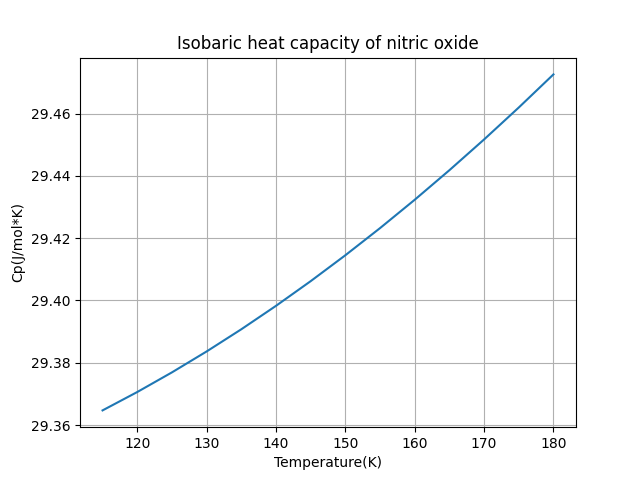 Isobaric heat capacity of nitric oxide
Cp(J/mol*K)
29.46
29.44
29.42
29.40
29.38
29.36
120 130 140 150 160 170 180
Temperature(K)